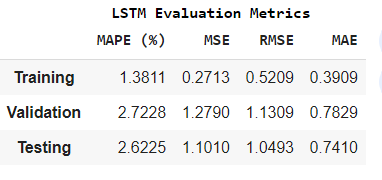 LSTM Evaluation Metrics
MAPE (%) MSE RMSE MAE
Training 1.3811 0.2713 0.5209 0.3909
Validation 2.7228 1.2790 1.1309 0.7829
Testing 2.6225 1.1010 1.0493 0.7410